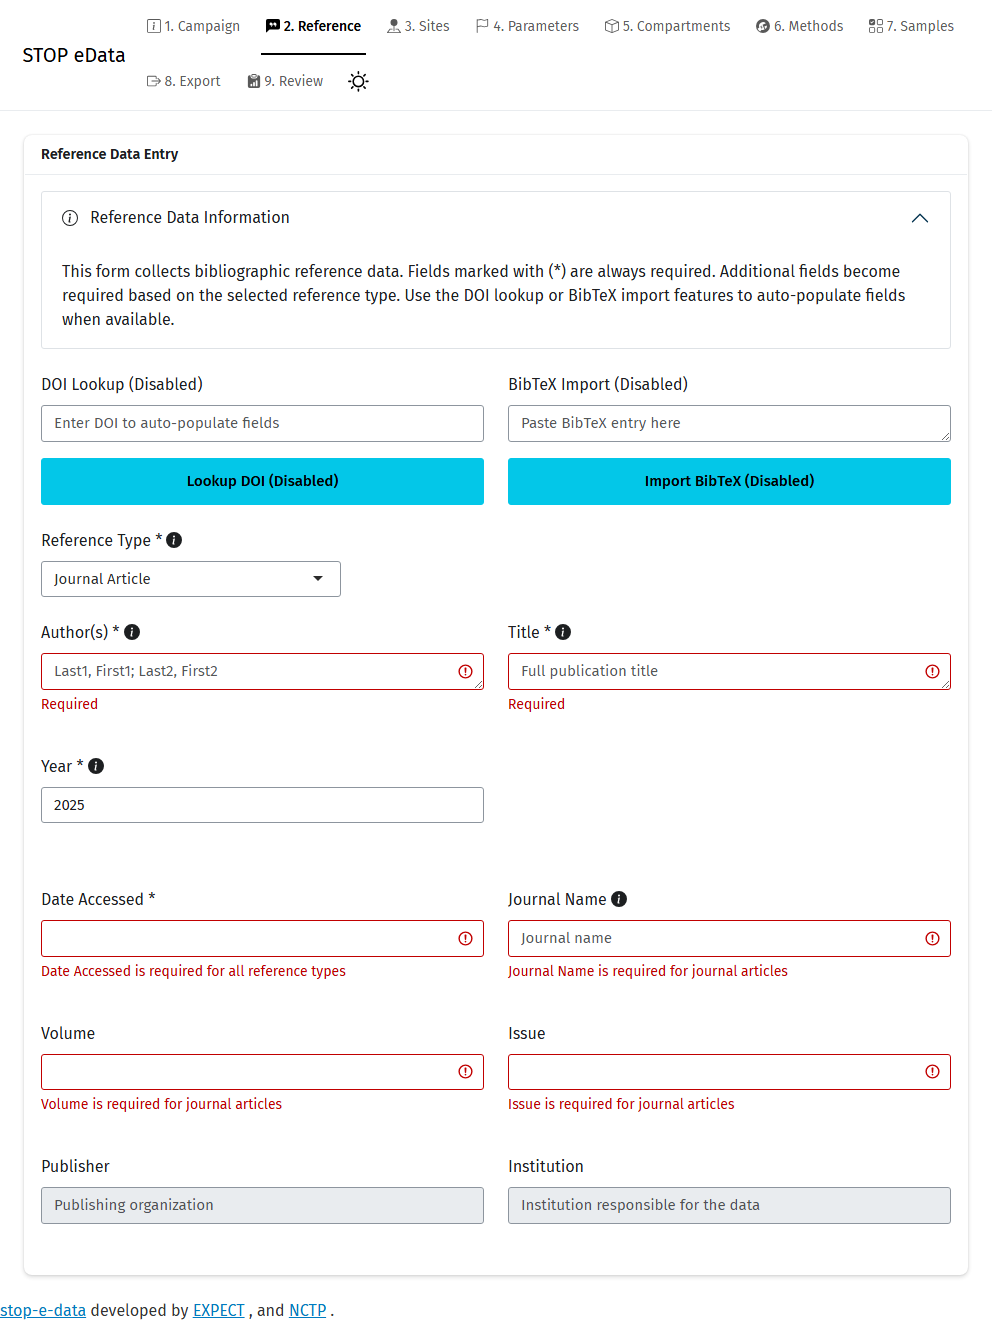 STOP eData
1. Campaign
2. Reference
3. Sites
4. Parameters
5. Compartments
6. Methods
7. Samples
8. Export
9. Review
Reference Data Entry
Reference Data Information
This form collects bibliographic reference data. Fields marked with (*) are always required. Additional fields become
required based on the selected reference type. Use the DOI lookup or BibTeX import features to auto-populate fields
when available.
DOI Lookup (Disabled)
BibTeX Import (Disabled)
Enter DOI to auto-populate fields
Paste BibTeX entry here
Lookup DOI (Disabled)
Import BibTeX (Disabled)
Reference Type *
Journal Article
Author(s) *
Title *
Last1, First1; Last2, First2
Full publication title
Required
Required
Year *
2025
Date Accessed *
Journal Name
Journal name
Date Accessed is required for all reference types
Journal Name is required for journal articles
Volume
Issue
Volume is required for journal articles
Issue is required for journal articles
Publisher
Institution
Publishing organization
Institution responsible for the data
stop-e-data developed by EXPECT , and NCTP .